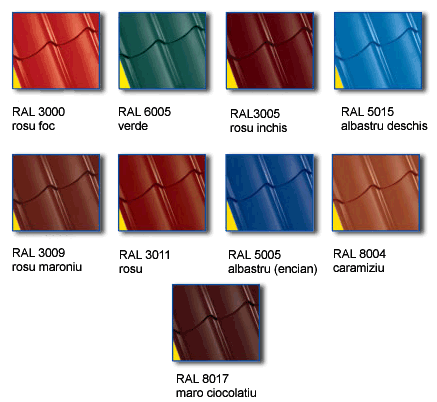 RAL 3000
rosu foc
RAL 6005
verde
RAL3005
rosu inchis
RAL 5015
albastru deschis
RAL 3009
rosu maroniu
RAL 3011
rosu
RAL 5005
albastru (encian)
RAL 8004
caramiziu
RAL 8017
maro ciocolatiu